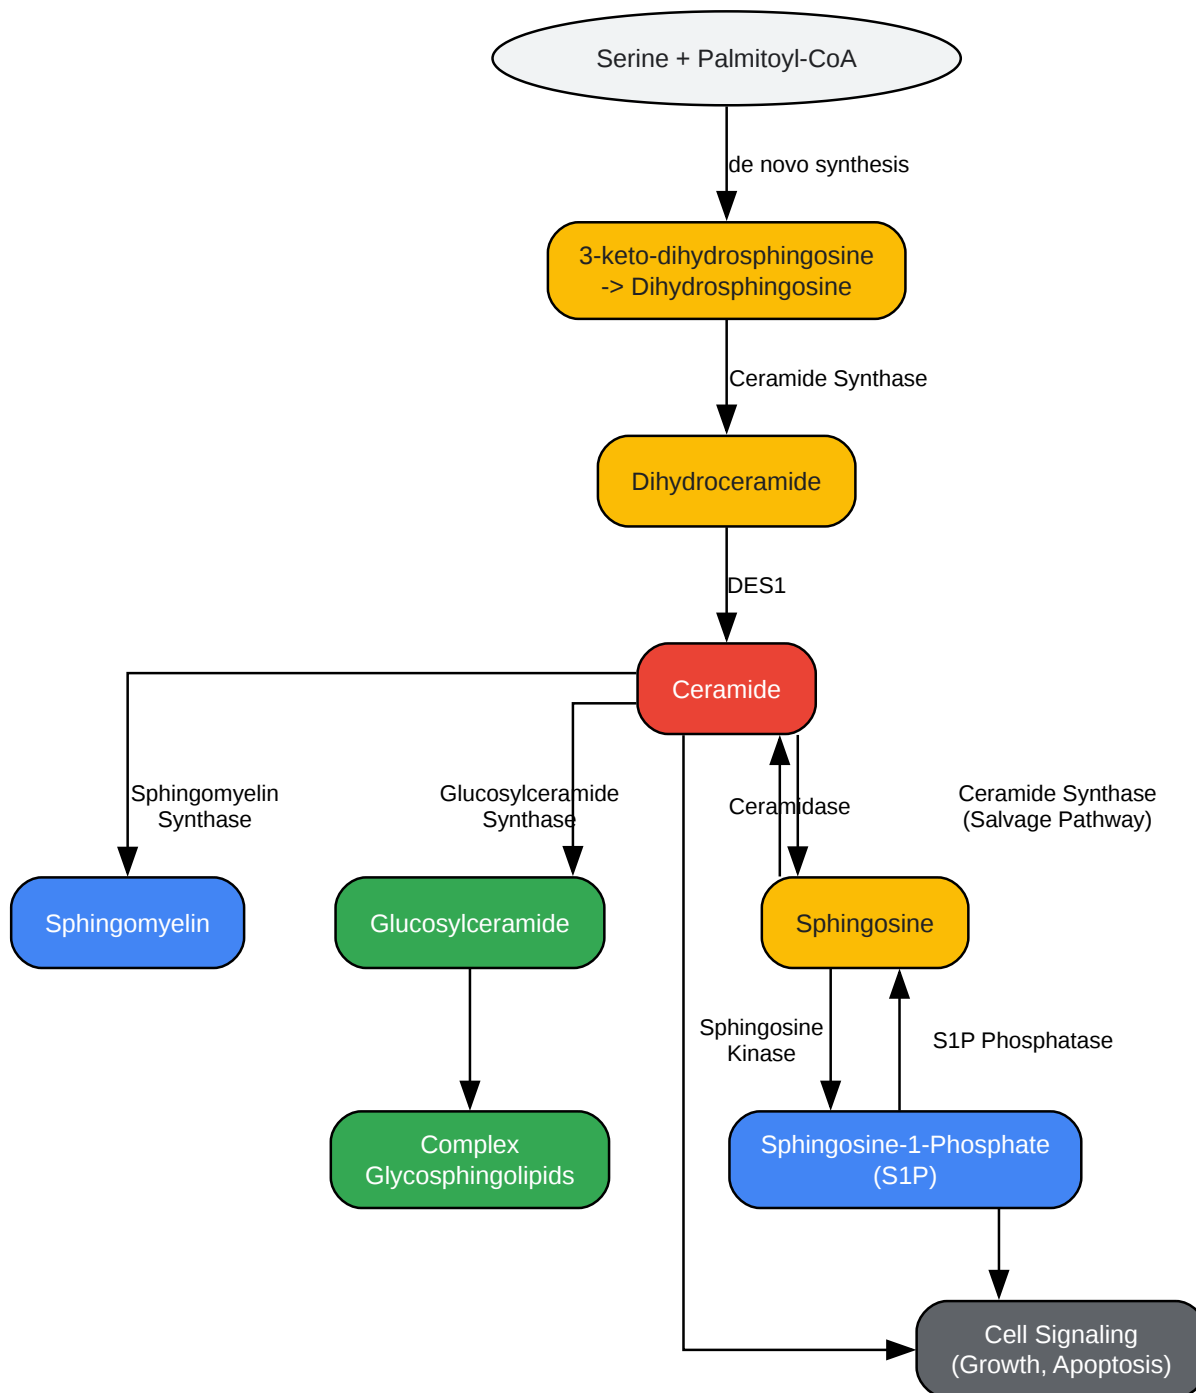 Serine + Palmitoyl-CoA
de novo synthesis
3-keto-dihydrosphingosine
-> Dihydrosphingosine
Ceramide Synthase
Dihydroceramide
DES1
Ceramide
Sphingomyelin
Synthase
Glucosylceramide
Synthase
Ceramidase
Ceramide Synthase
(Salvage Pathway)
Sphingomyelin
Glucosylceramide
Sphingosine
Sphingosine
Kinase
S1P Phosphatase
Complex
Glycosphingolipids
Sphingosine-1-Phosphate
(S1P)
Cell Signaling
(Growth, Apoptosis)